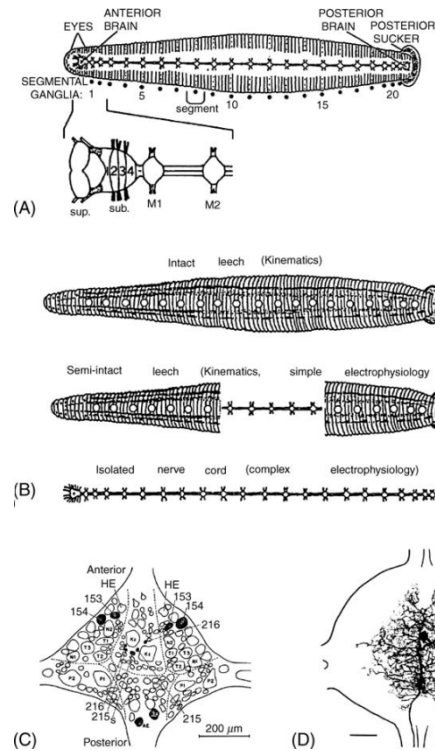 EYES ANTERIOR BRAIN POSTERIOR BRAIN POSTERIOR SUCKER
SEGMENTAL GANGLIA: 1 5 10 15 20
segment
1 2 3 4
sup. sub. M1 M2
(A)
Intact leech (Kinematics)
Semi-intact leech (Kinematics, simple electrophysiology
Isolated nerve cord (complex electrophysiology)
(B)
Anterior
HE HE
153 153
154 154
216
216
215 215
200 μm
Posterior
(C) (D)